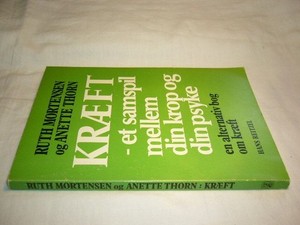 RUTH MORTENSEN
og ANETTE THORN
KRÆFT
- et samspil
mellem
din krop og
din psyke
en alternativ bog
om kræft
HANS REITZEL
RUTH MORTENSEN og ANETTE THORN : KRÆFT